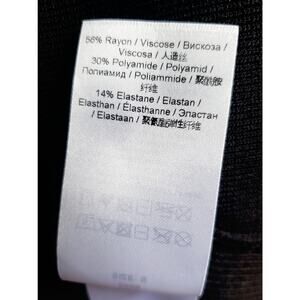 56% Rayon / Viscose / Вискоза /
Viscosa / 人造丝
30% Polyamide / Polyamid /
Полиамид / Poliammide / 聚酰胺
纤维
14% Elastane / Elastan /
Elasthan / Elasthanne / Эластан
/ Elastaan / 聚氨酯弹性纤维